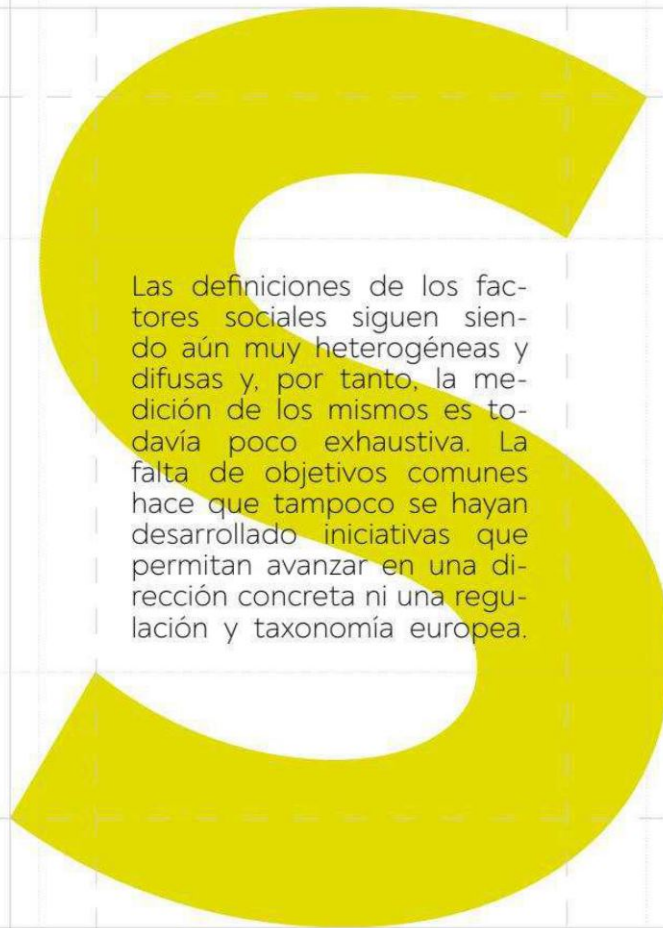 S
Las definiciones de los fac-
tores sociales siguen sien-
do aún muy heterogéneas y
difusas y, por tanto, la me-
dición de los mismos es to-
davía poco exhaustiva. La
falta de objetivos comunes
hace que tampoco se hayan
desarrollado iniciativas que
permitan avanzar en una di-
rección concreta ni una regu-
lación y taxonomía europea.